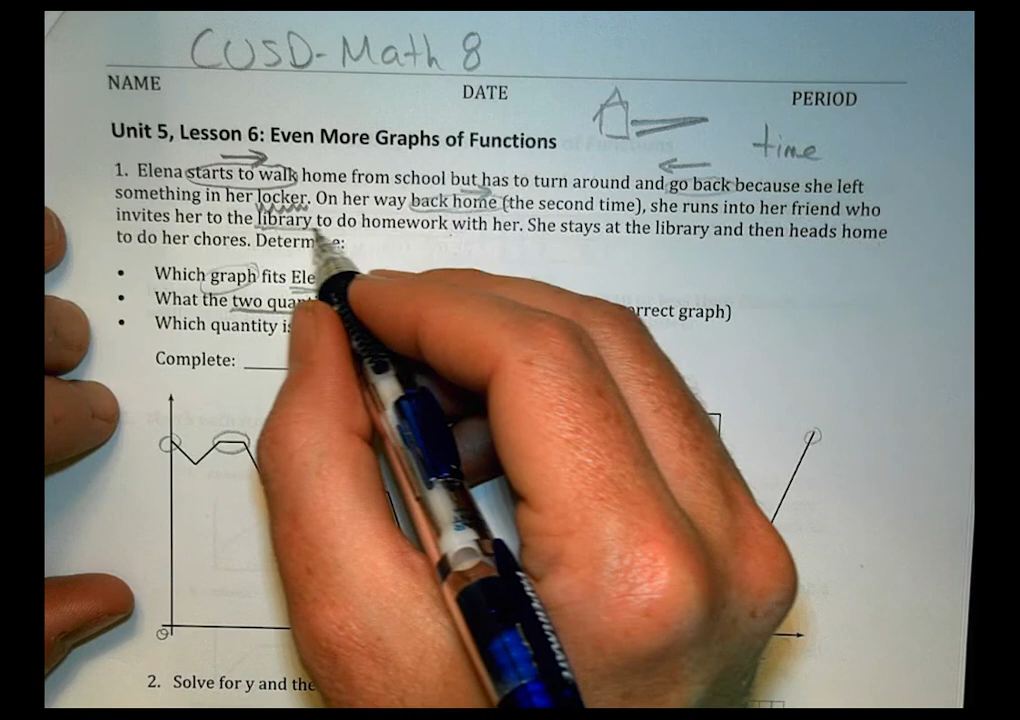 CUSD-Math 8
NAME DATE PERIOD
time
Unit 5, Lesson 6: Even More Graphs of Functions
1. Elena starts to walk home from school but has to turn around and go back because she left
something in her locker. On her way back home (the second time), she runs into her friend who
invites her to the library to do homework with her. She stays at the library and then heads home
to do her chores. Determ e:
• Which graph fits Ele
• What the two quan rrect graph)
• Which quantity is
Complete:
2. Solve for y and the